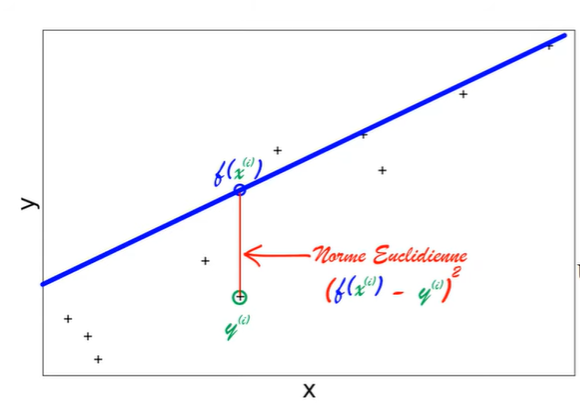 f(x⁽ⁱ⁾)
y
Norme Euclidienne
(f(x⁽ⁱ⁾) - y⁽ⁱ⁾)²
y⁽ⁱ⁾
x